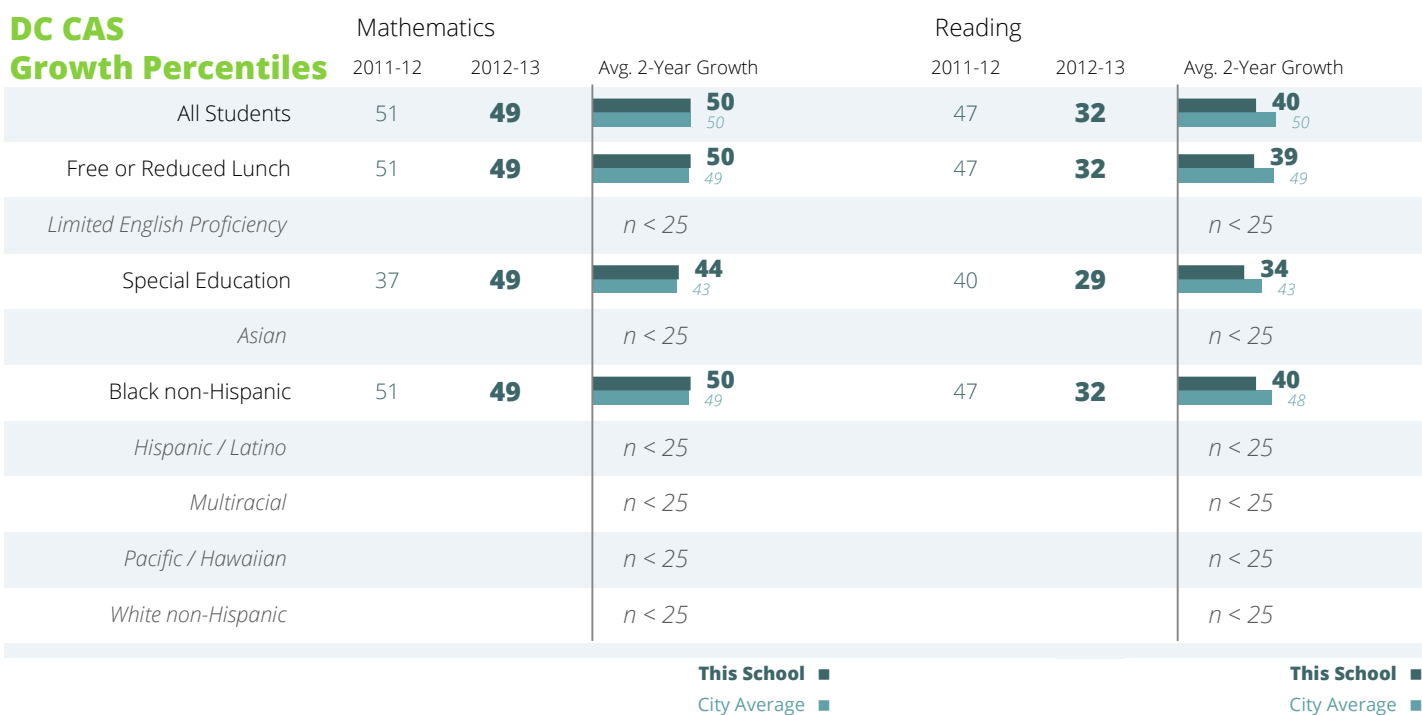 DC CAS
Growth Percentiles
Mathematics Reading
2011-12 2012-13 Avg. 2-Year Growth 2011-12 2012-13 Avg. 2-Year Growth
All Students 51 49 50 50 47 32 40 50
Free or Reduced Lunch 51 49 50 49 47 32 39 49
Limited English Proficiency n < 25 n < 25
Special Education 37 49 44 43 40 29 34 43
Asian n < 25 n < 25
Black non-Hispanic 51 49 50 49 47 32 40 48
Hispanic / Latino n < 25 n < 25
Multiracial n < 25 n < 25
Pacific / Hawaiian n < 25 n < 25
White non-Hispanic n < 25 n < 25
This School This School
City Average City Average